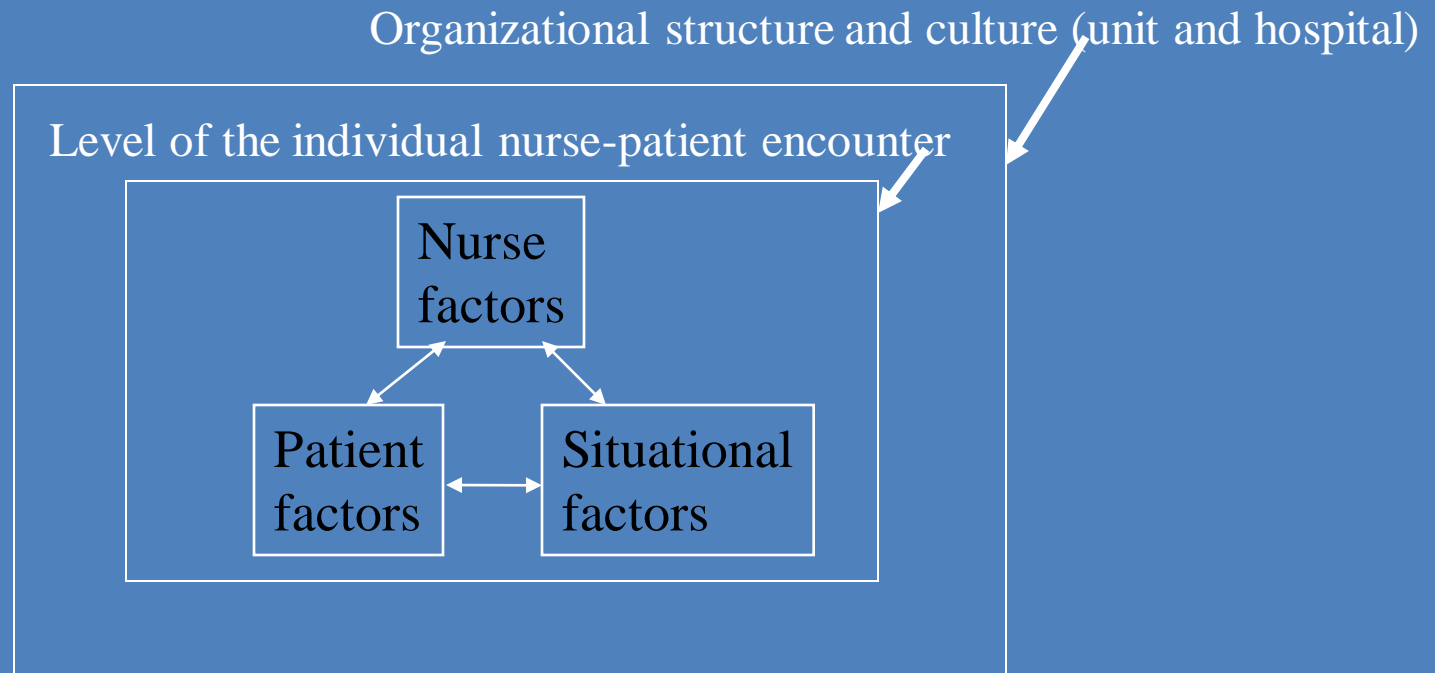 Organizational structure and culture (unit and hospital)
Level of the individual nurse-patient encounter
Nurse
factors
Patient
factors
Situational
factors